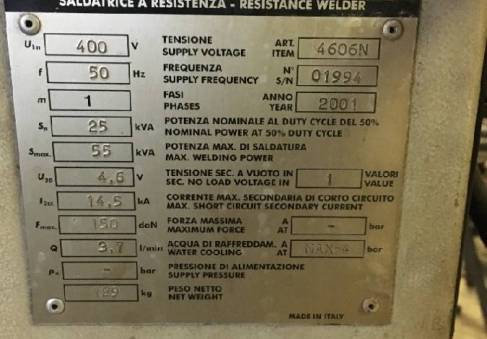 SALDATRICE A RESISTENZA - RESISTANCE WELDER
U1n 400 V TENSIONE SUPPLY VOLTAGE ART. ITEM 4606N
f 50 Hz FREQUENZA SUPPLY FREQUENCY N° S/N 01994
m 1 FASI PHASES ANNO YEAR 2001
Sn 25 kVA POTENZA NOMINALE AL DUTY CYCLE DEL 50% NOMINAL POWER AT 50% DUTY CYCLE
Smax. 55 kVA POTENZA MAX. DI SALDATURA MAX. WELDING POWER
U20 4,6 V TENSIONE SEC. A VUOTO IN SEC. NO LOAD VOLTAGE IN 1 VALORI VALUE
I2cc 14,5 kA CORRENTE MAX. SECONDARIA DI CORTO CIRCUITO MAX. SHORT CIRCUIT SECONDARY CURRENT
Fmax. 150 daN FORZA MASSIMA MAXIMUM FORCE A AT - bar
Q 3,7 l/min ACQUA DI RAFFREDDAM. WATER COOLING A AT MAX-4 bar
- bar PRESSIONE DI ALIMENTAZIONE SUPPLY PRESSURE
kg PESO NETTO NET WEIGHT
MADE IN ITALY